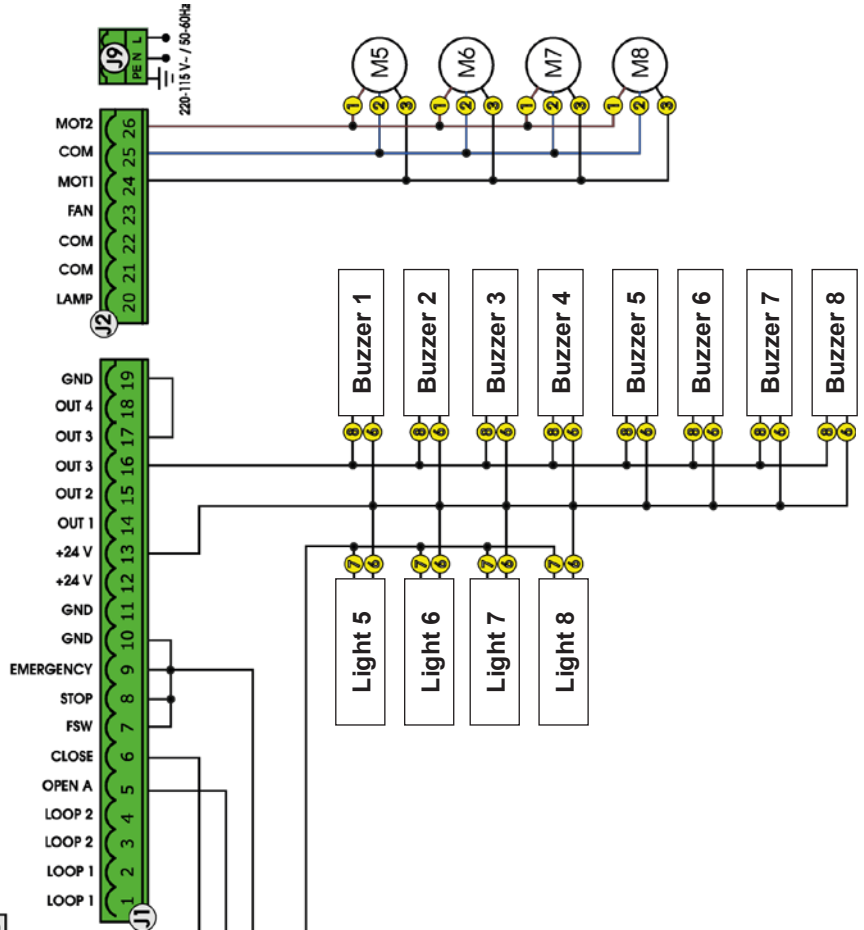 J9
PE N L
220-115 V~ / 50-60Hz
MOT2 26
COM 25
MOT1 24
FAN 23
COM 22
COM 21
LAMP 20
J2
M5 M6 M7 M8
1 2 3 1 2 3 1 2 3 1 2 3
GND 19
OUT 4 18
OUT 3 17
OUT 3 16
OUT 2 15
OUT 1 14
+24 V 13
+24 V 12
GND 11
GND 10
EMERGENCY 9
STOP 8
FSW 7
CLOSE 6
OPEN A 5
LOOP 2 4
LOOP 2 3
LOOP 1 2
LOOP 1 1
J1
Buzzer 1
Buzzer 2
Buzzer 3
Buzzer 4
Buzzer 5
Buzzer 6
Buzzer 7
Buzzer 8
8 6 8 6 8 6 8 6 8 6 8 6 8 6 8 6
7 6 7 6 7 6 7 6
Light 5
Light 6
Light 7
Light 8